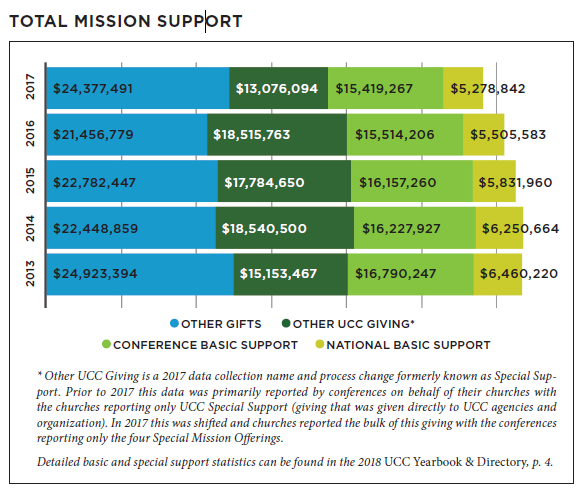 TOTAL MISSION SUPPORT
2017 $24,377,491 $13,076,094 $15,419,267 $5,278,842
2016 $21,456,779 $18,515,763 $15,514,206 $5,505,583
2015 $22,782,447 $17,784,650 $16,157,260 $5,831,960
2014 $22,448,859 $18,540,500 $16,227,927 $6,250,664
2013 $24,923,394 $15,153,467 $16,790,247 $6,460,220
OTHER GIFTS OTHER UCC GIVING*
CONFERENCE BASIC SUPPORT NATIONAL BASIC SUPPORT
* Other UCC Giving is a 2017 data collection name and process change formerly known as Special Sup-
port. Prior to 2017 this data was primarily reported by conferences on behalf of their churches with
the churches reporting only UCC Special Support (giving that was given directly to UCC agencies and
organization). In 2017 this was shifted and churches reported the bulk of this giving with the conferences
reporting only the four Special Mission Offerings.
Detailed basic and special support statistics can be found in the 2018 UCC Yearbook & Directory, p. 4.